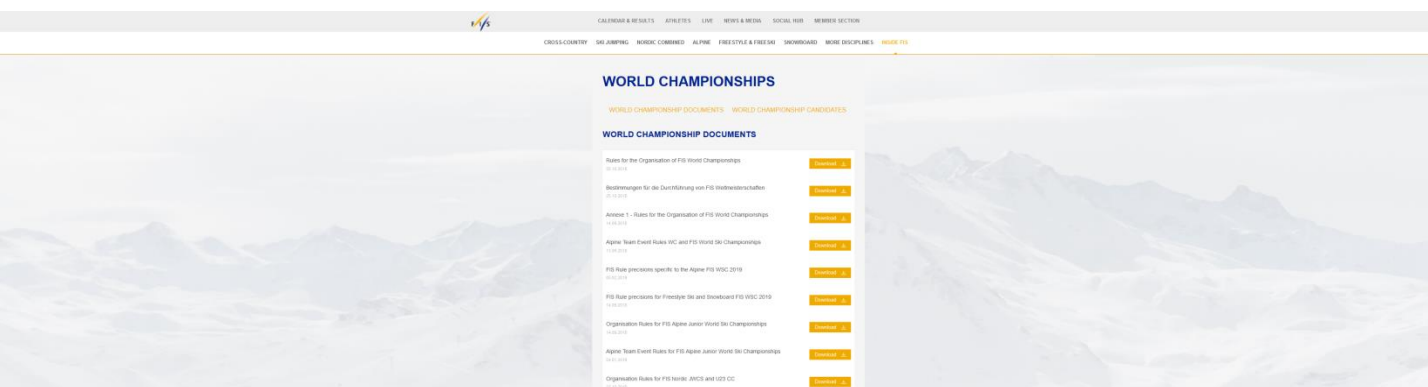 F/I/S
CALENDAR & RESULTS ATHLETES LIVE NEWS & MEDIA SOCIAL HUB MEMBER SECTION
CROSS-COUNTRY SKI JUMPING NORDIC COMBINED ALPINE FREESTYLE & FREESKI SNOWBOARD MORE DISCIPLINES INSIDE FIS
WORLD CHAMPIONSHIPS
WORLD CHAMPIONSHIP DOCUMENTS WORLD CHAMPIONSHIP CANDIDATES
WORLD CHAMPIONSHIP DOCUMENTS
Rules for the Organisation of FIS World Championships Download
Bestimmungen für die Durchführung von FIS Weltmeisterschaften Download
Annexe 1 - Rules for the Organisation of FIS World Championships Download
Alpine Team Event Rules WC and FIS World Ski Championships Download
FIS Rule precisions specific to the Alpine FIS WSC 2019 Download
FIS Rule precisions for Freestyle Ski and Snowboard FIS WSC 2019 Download
Organisation Rules for FIS Alpine Junior World Ski Championships Download
Alpine Team Event Rules for FIS Alpine Junior World Ski Championships Download
Organisation Rules for FIS Nordic JWCS and U23 CC Download